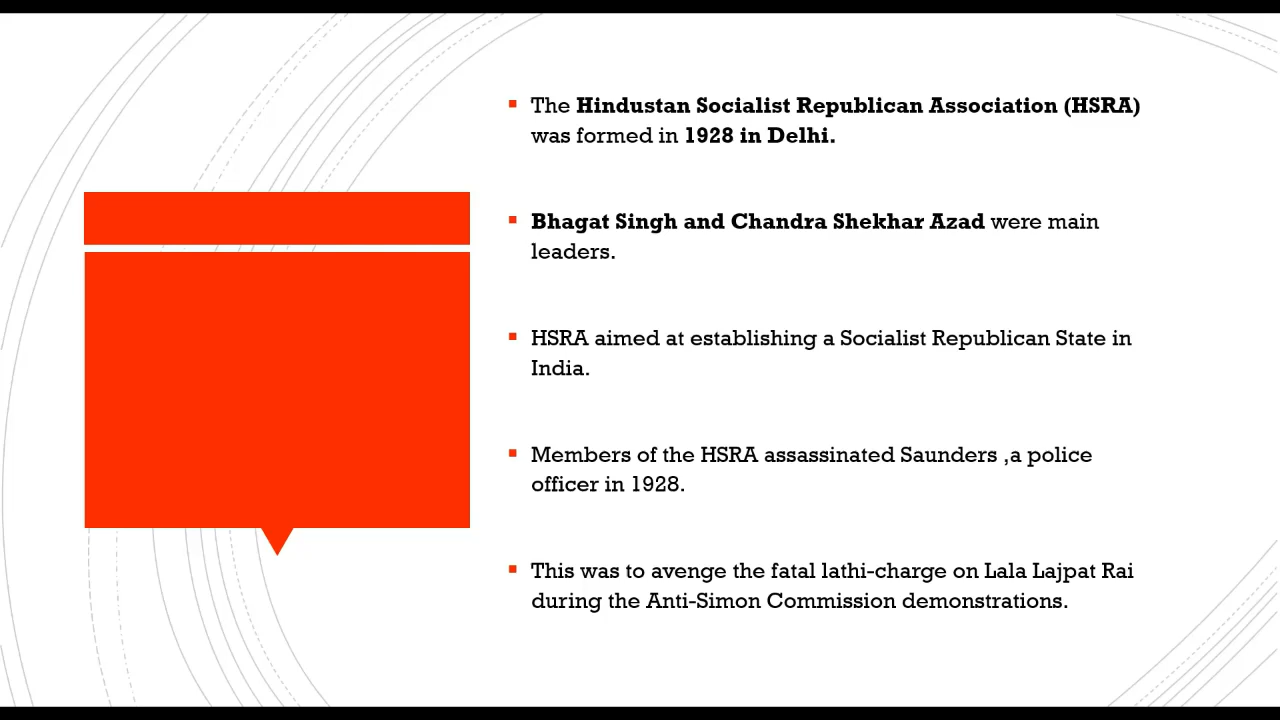 The Hindustan Socialist Republican Association (HSRA)
was formed in 1928 in Delhi.
Bhagat Singh and Chandra Shekhar Azad were main
leaders.
HSRA aimed at establishing a Socialist Republican State in
India.
Members of the HSRA assassinated Saunders ,a police
officer in 1928.
This was to avenge the fatal lathi-charge on Lala Lajpat Rai
during the Anti-Simon Commission demonstrations.